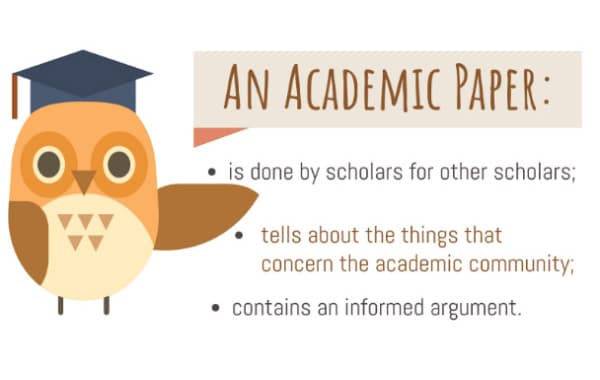 An Academic Paper:
• is done by scholars for other scholars;
• tells about the things that
concern the academic community;
• contains an informed argument.